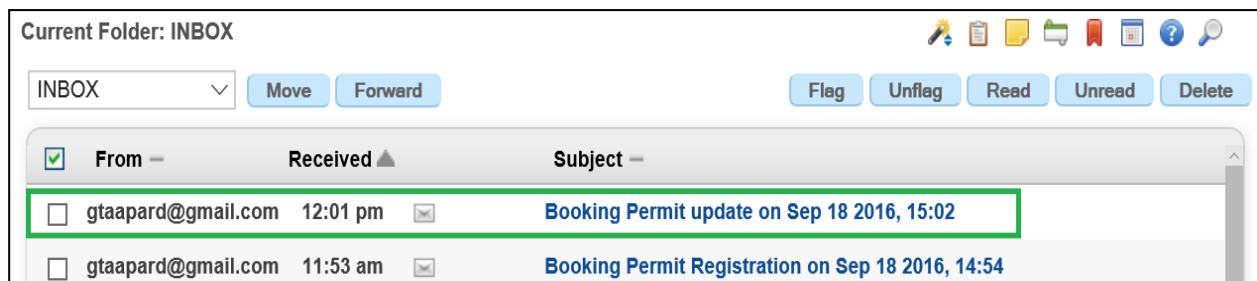 Current Folder: INBOX
INBOX Move Forward Flag Unflag Read Unread Delete
From Received Subject
gtaapard@gmail.com 12:01 pm Booking Permit update on Sep 18 2016, 15:02
gtaapard@gmail.com 11:53 am Booking Permit Registration on Sep 18 2016, 14:54